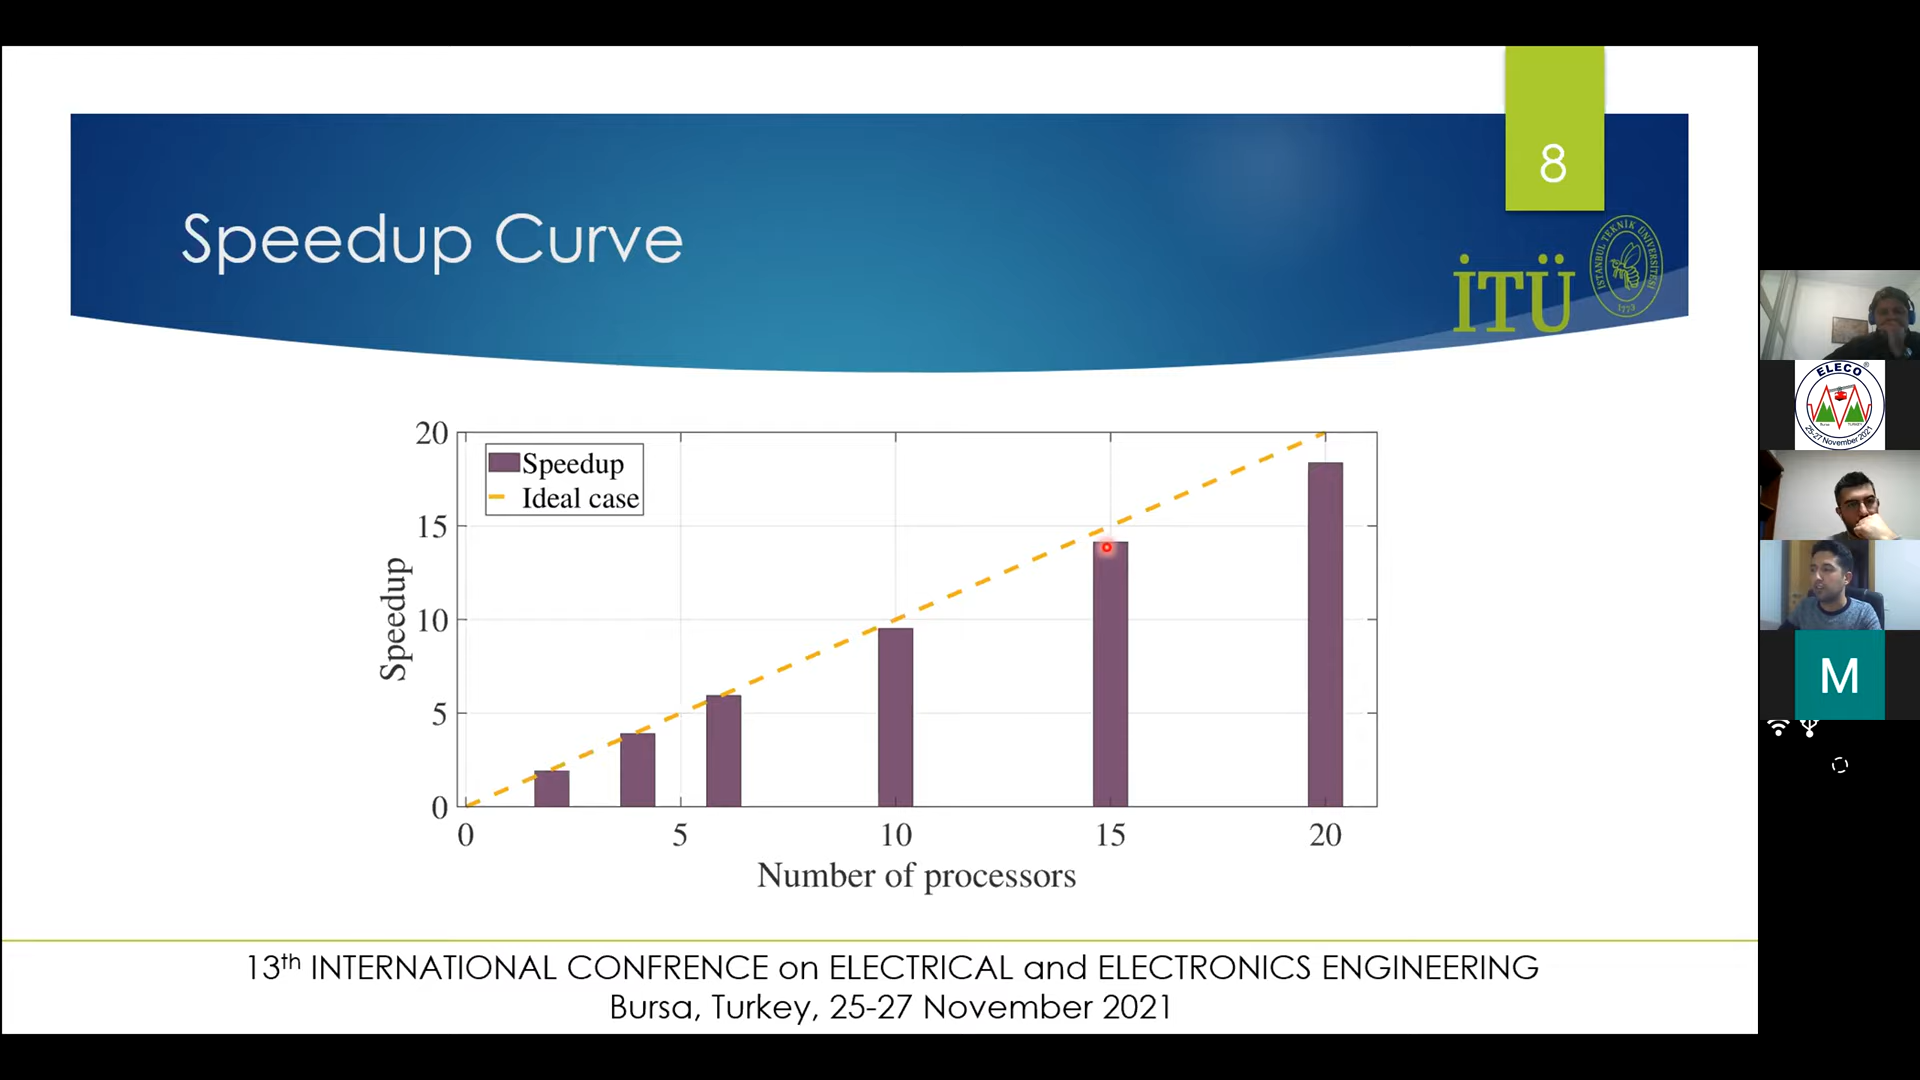 8
Speedup Curve
İTÜ
İSTANBUL TEKNİK ÜNİVERSİTESİ
1773
20
15
10
5
0
Speedup
Speedup
Ideal case
0 5 10 15 20
Number of processors
13th INTERNATIONAL CONFRENCE on ELECTRICAL and ELECTRONICS ENGINEERING
Bursa, Turkey, 25-27 November 2021
ELECO
25-27 November 2021
M